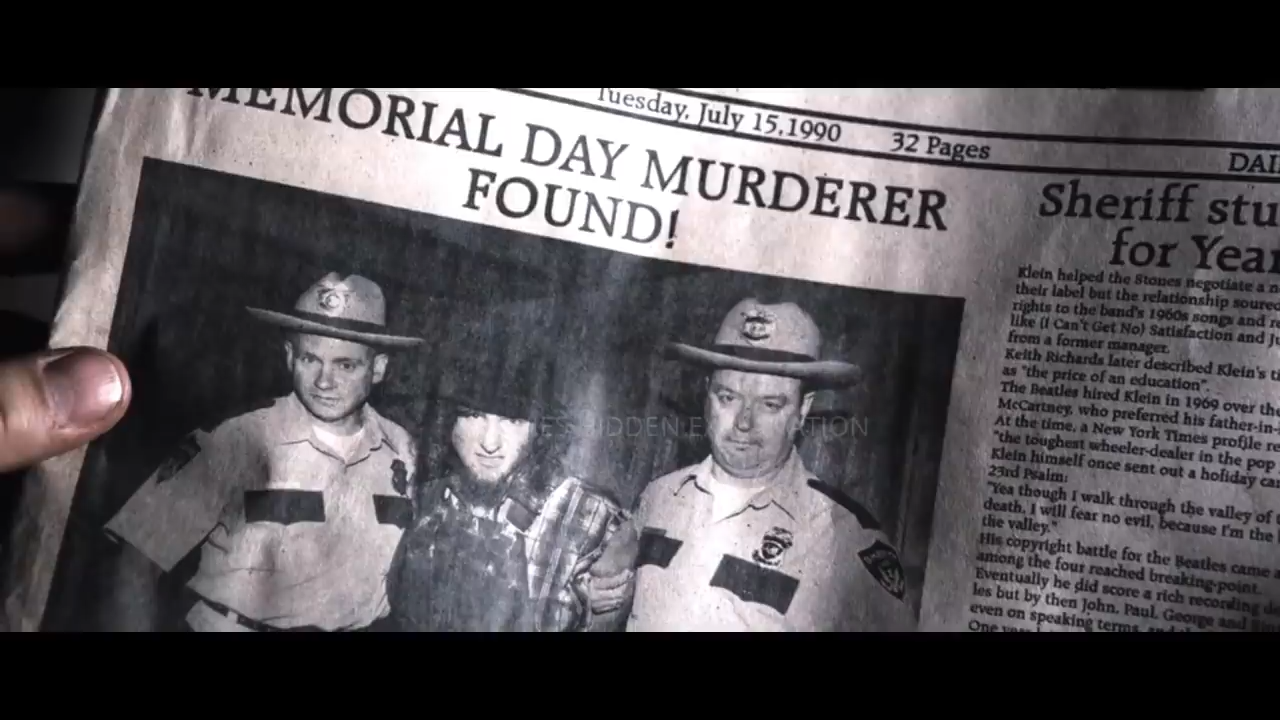 Tuesday, July 15,1990
32 Pages
MEMORIAL DAY MURDERER
FOUND!
Sheriff
for
Klein helped the Stones negotiate a
their label but the relationship
rights to the band's 1960s songs and
like (I Can't Get No) Satisfaction and
from a former manager.
Keith Richards later described Klein's
as "the price of an education".
The Beatles hired Klein in 1969 over the
McCartney, who preferred his father-in-
At the time, a New York Times profile
"the toughest wheeler-dealer in the pop
Klein himself once sent out a holiday
23rd Psalm:
"Yea though I walk through the valley of
death, I will fear no evil, because I'm the
the valley."
His copyright battle for the Beatles came
among the four reached breaking-point.
Eventually he did score a rich recording
les but by then John, Paul, George and
even on speaking terms, and
One
HIDDEN